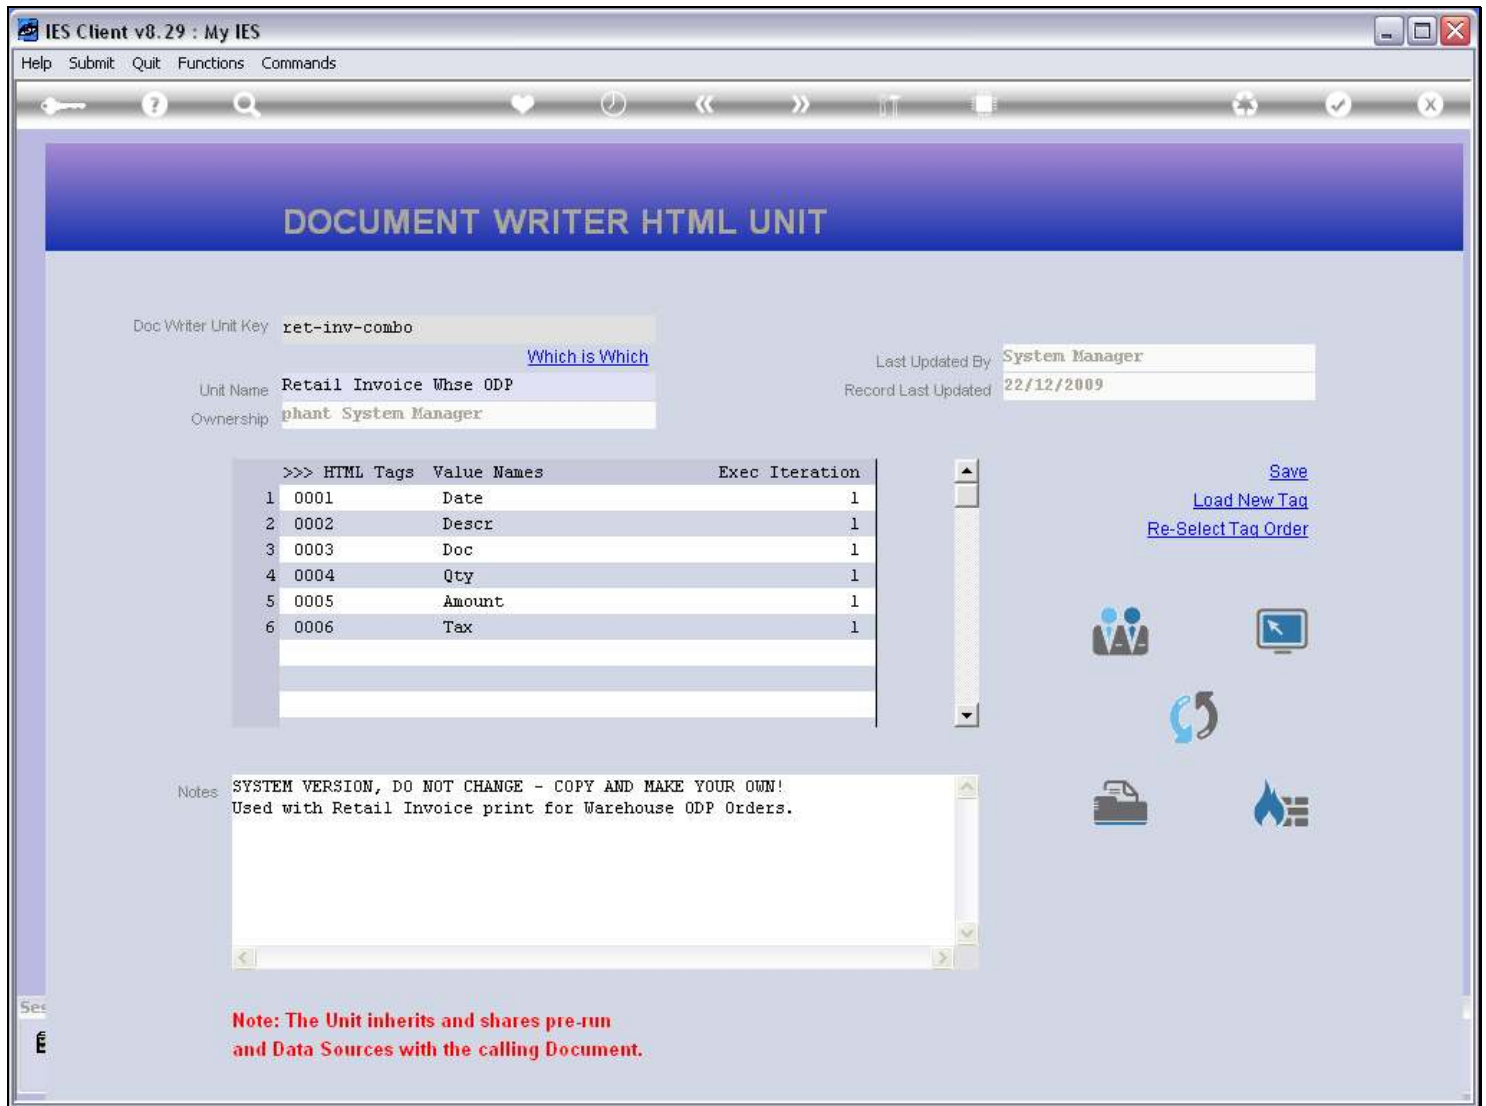 IES Client v8.29 : My IES
Help Submit Quit Functions Commands
DOCUMENT WRITER HTML UNIT
Doc Writer Unit Key ret-inv-combo
Which is Which
Last Updated By System Manager
Unit Name Retail Invoice Whse ODP
Record Last Updated 22/12/2009
Ownership phant System Manager
>>> HTML Tags Value Names Exec Iteration
1 0001 Date 1
2 0002 Descr 1
3 0003 Doc 1
4 0004 Qty 1
5 0005 Amount 1
6 0006 Tax 1
Save
Load New Tag
Re-Select Tag Order
Notes SYSTEM VERSION, DO NOT CHANGE - COPY AND MAKE YOUR OWN!
Used with Retail Invoice print for Warehouse ODP Orders.
Note: The Unit inherits and shares pre-run
and Data Sources with the calling Document.